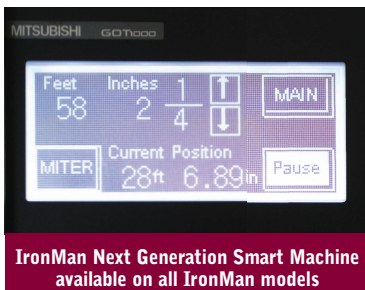 MITSUBISHI GOT1000
Feet Inches 1
58 2 4
MAIN
MITER
Current Position
28ft 6.89in
Pause
IronMan Next Generation Smart Machine
available on all IronMan models